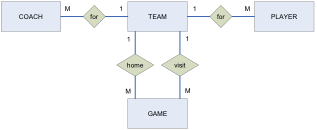 COACH M for 1 TEAM 1 for M PLAYER
1 1
home visit
M M
GAME